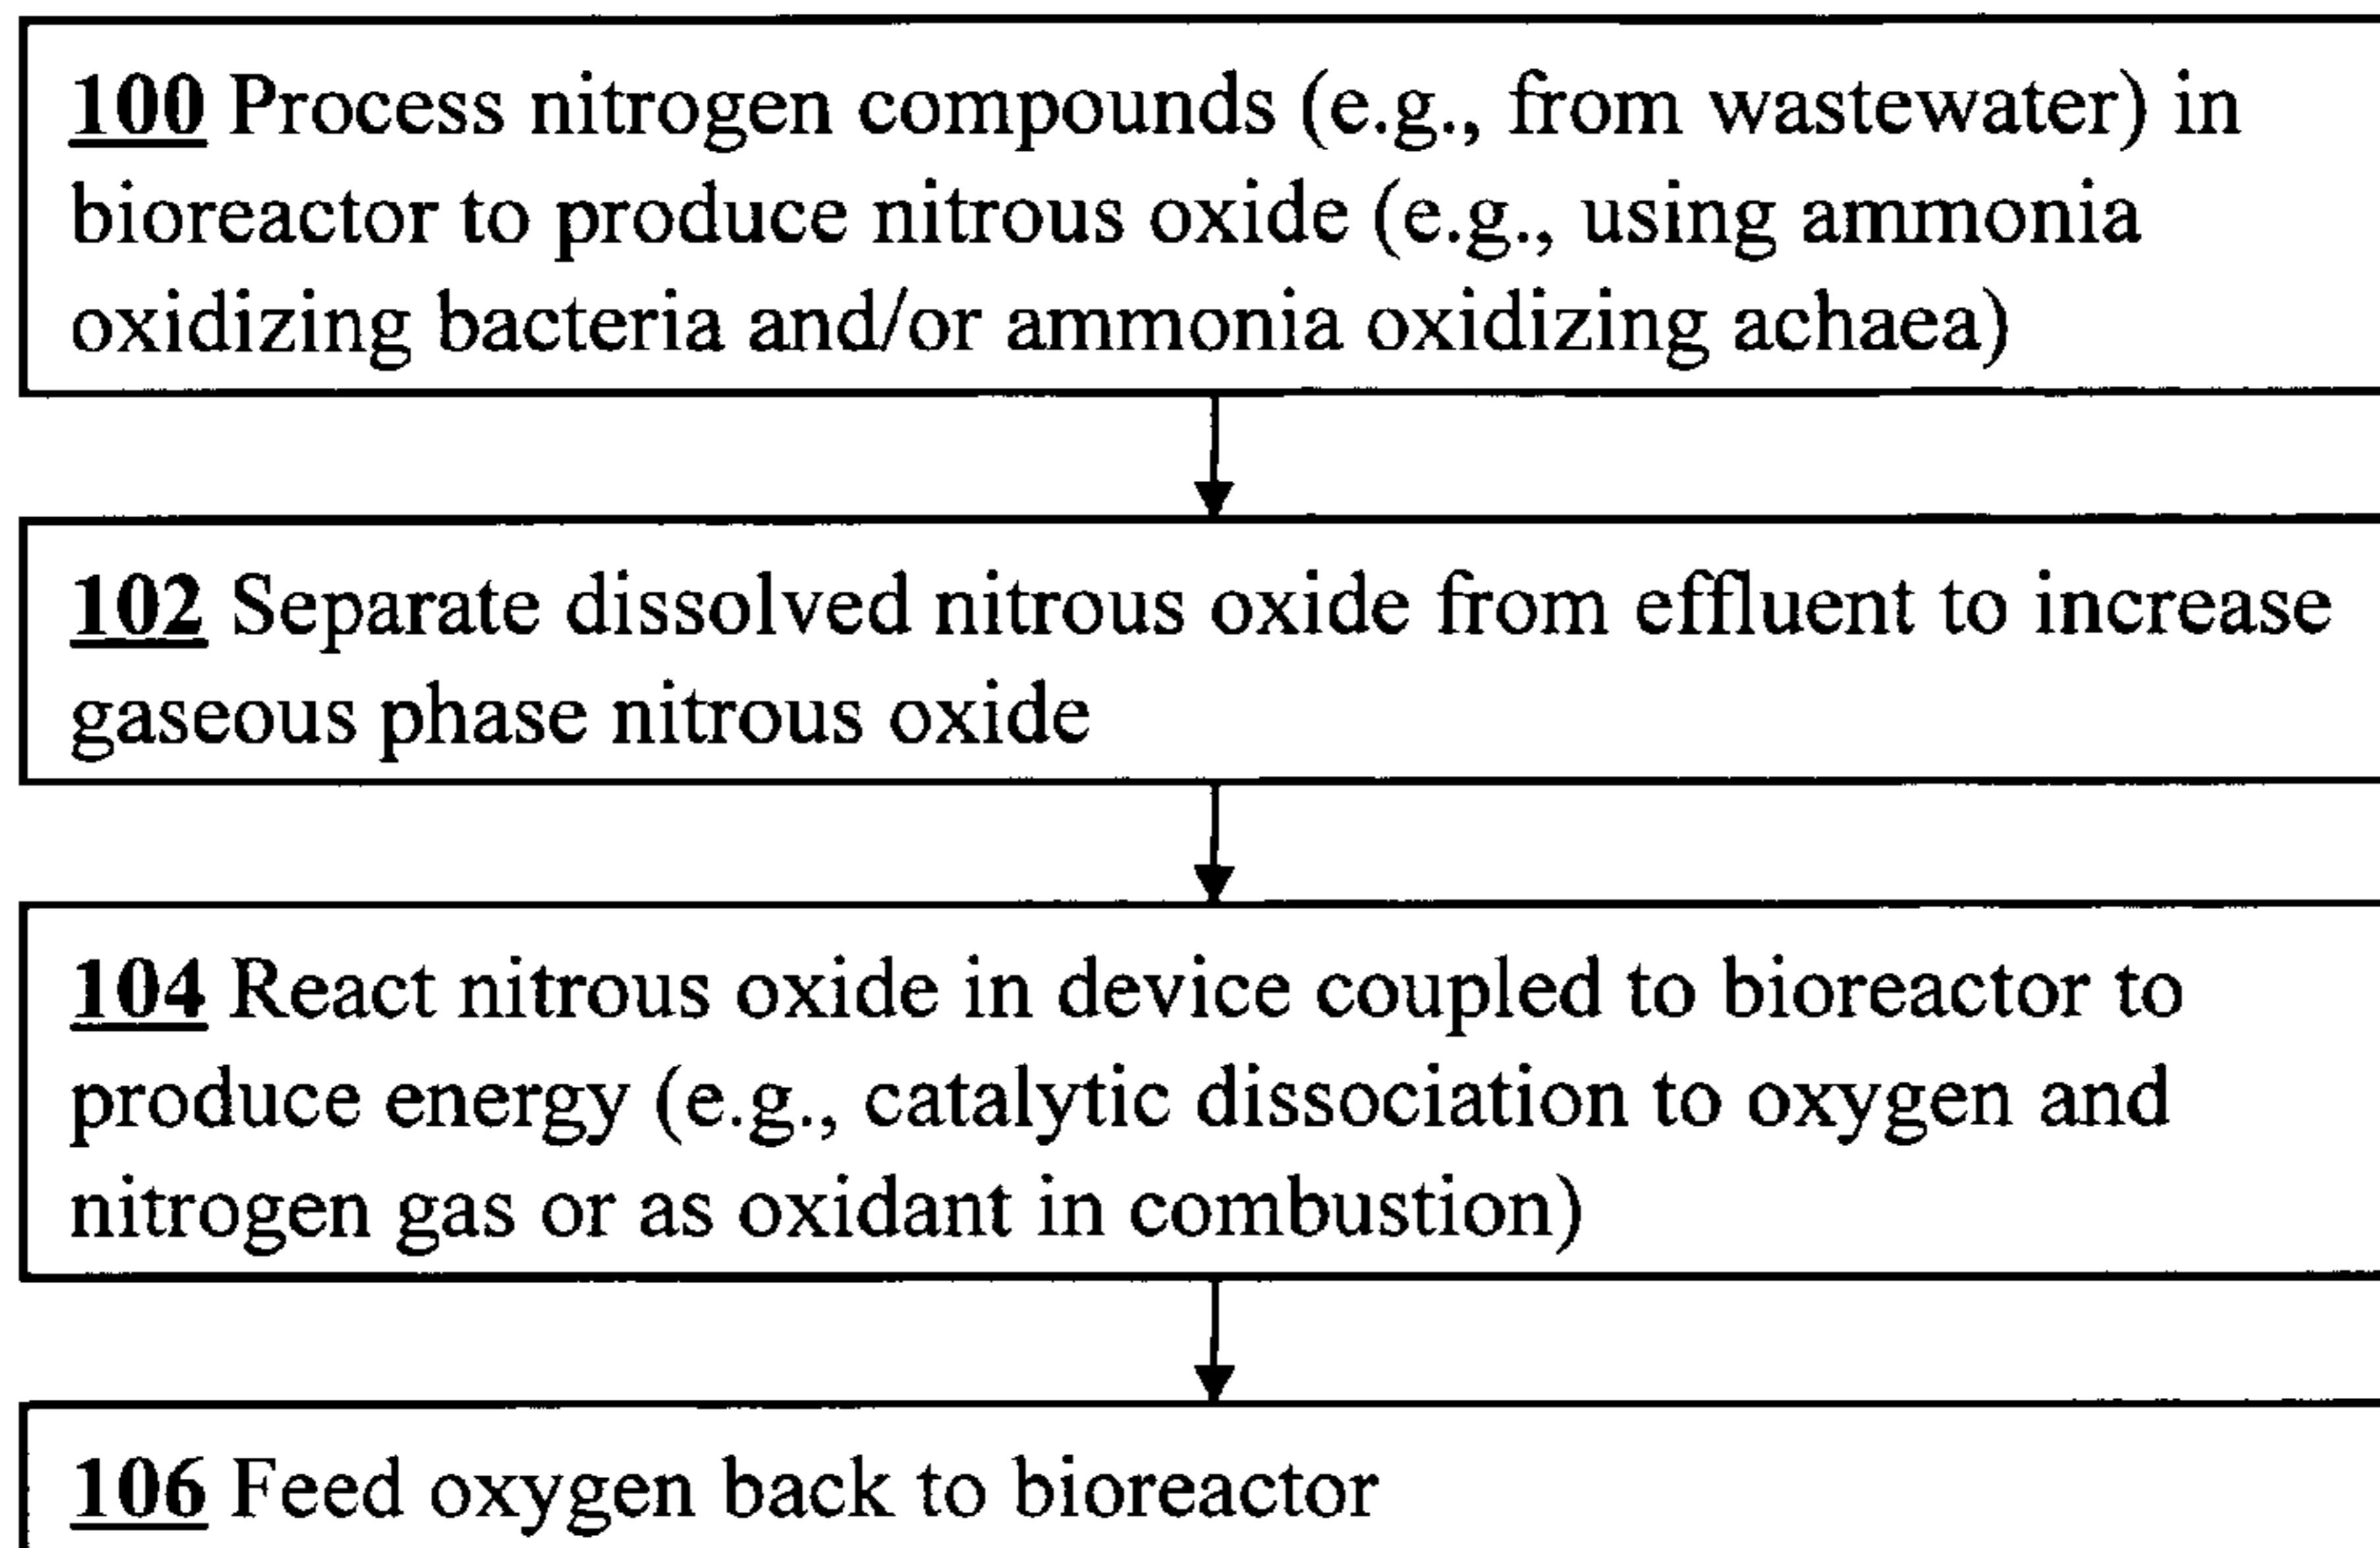 100 Process nitrogen compounds (e.g., from wastewater) in
bioreactor to produce nitrous oxide (e.g., using ammonia
oxidizing bacteria and/or ammonia oxidizing achaea)
102 Separate dissolved nitrous oxide from effluent to increase
gaseous phase nitrous oxide
104 React nitrous oxide in device coupled to bioreactor to
produce energy (e.g., catalytic dissociation to oxygen and
nitrogen gas or as oxidant in combustion)
106 Feed oxygen back to bioreactor